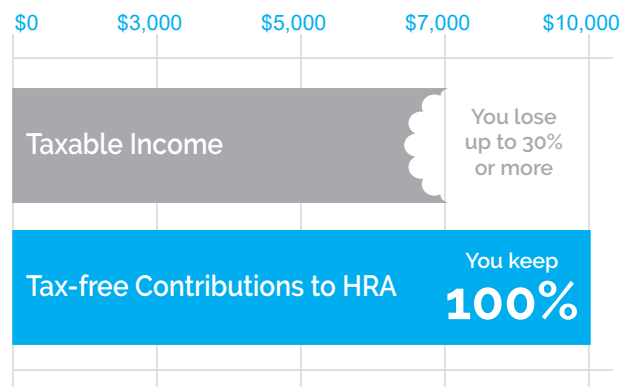 $0 $3,000 $5,000 $7,000 $10,000
Taxable Income
You lose
up to 30%
or more
Tax-free Contributions to HRA
You keep
100%